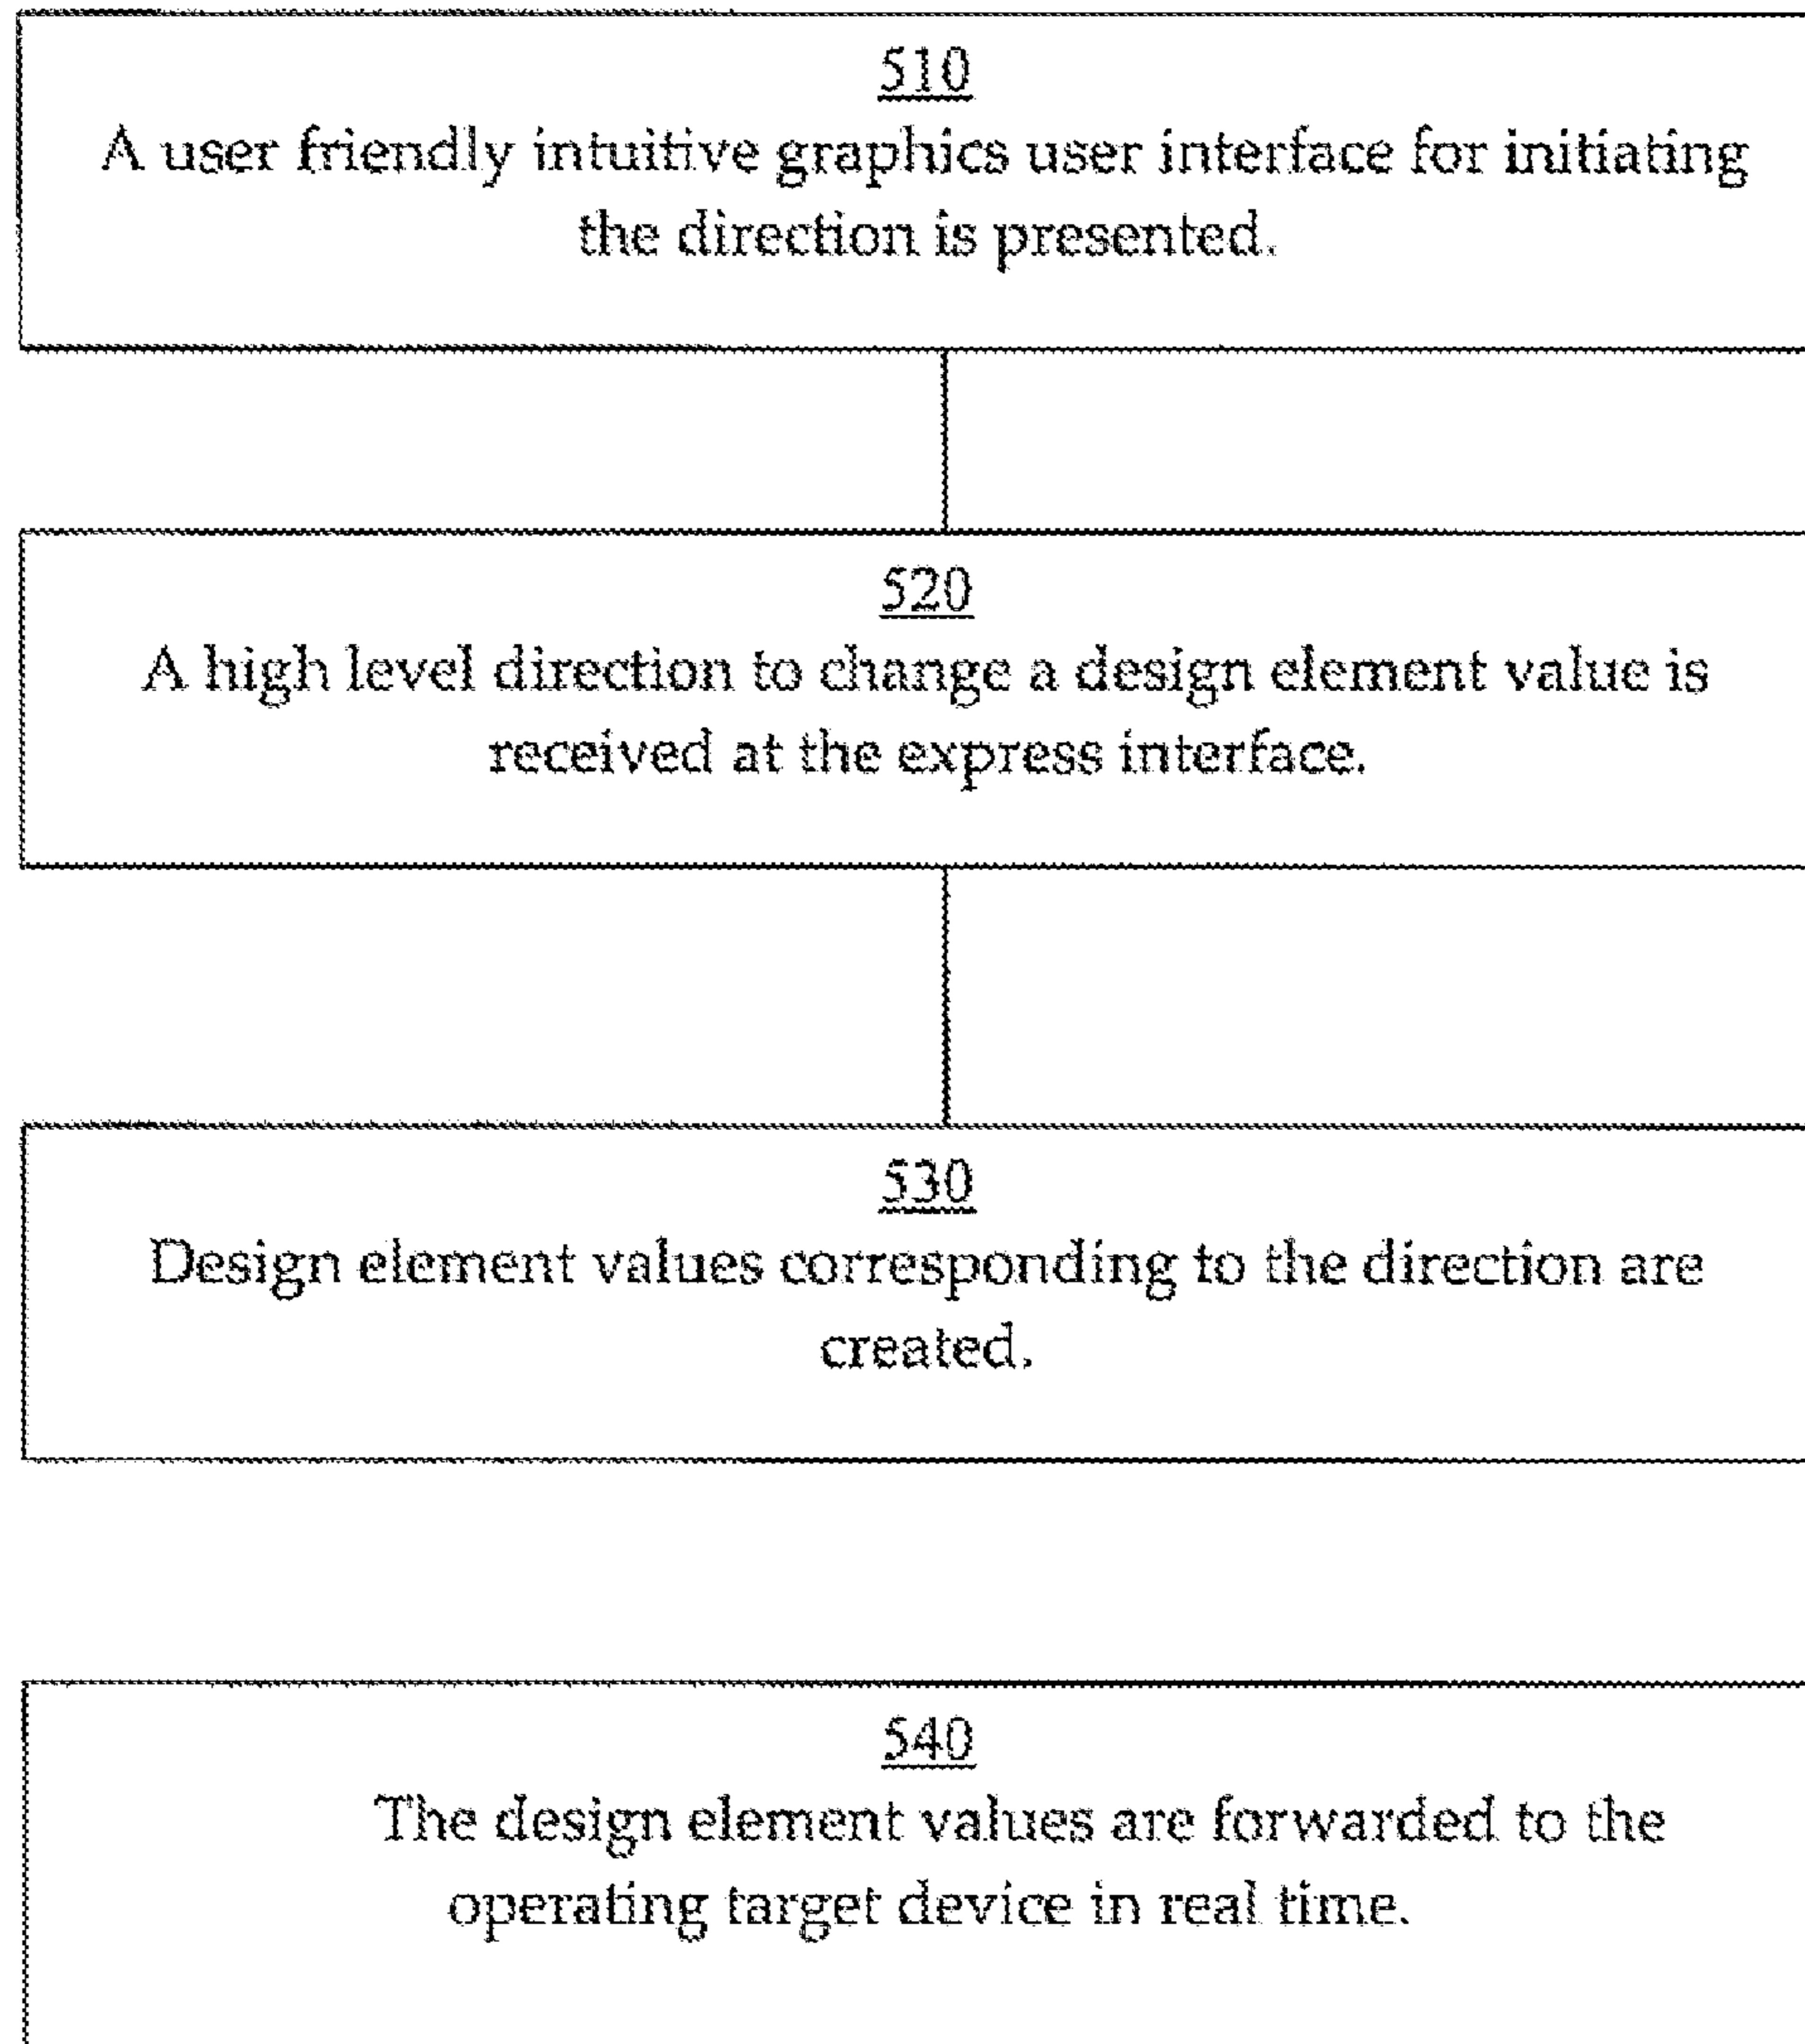 510
A user friendly intuitive graphics user interface for initiating
the direction is presented.
520
A high level direction to change a design element value is
received at the express interface.
530
Design element values corresponding to the direction are
created.
540
The design element values are forwarded to the
operating target device in real time.